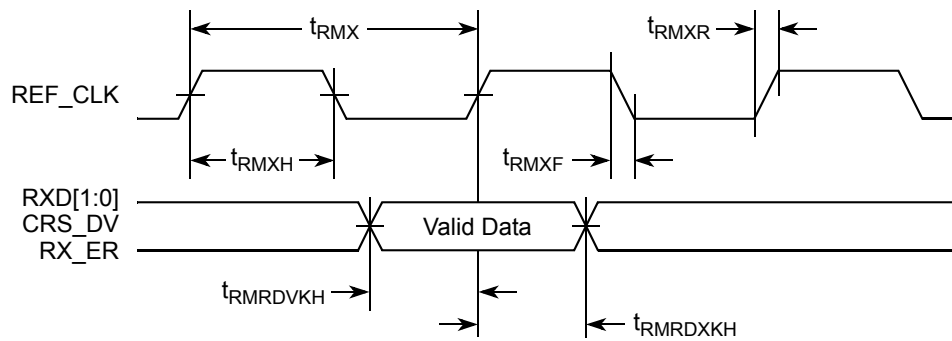 tRMX
tRMXR
REF_CLK
tRMXH
tRMXF
RXD[1:0]
CRS_DV
RX_ER
Valid Data
tRMRDVKH
tRMRDXKH